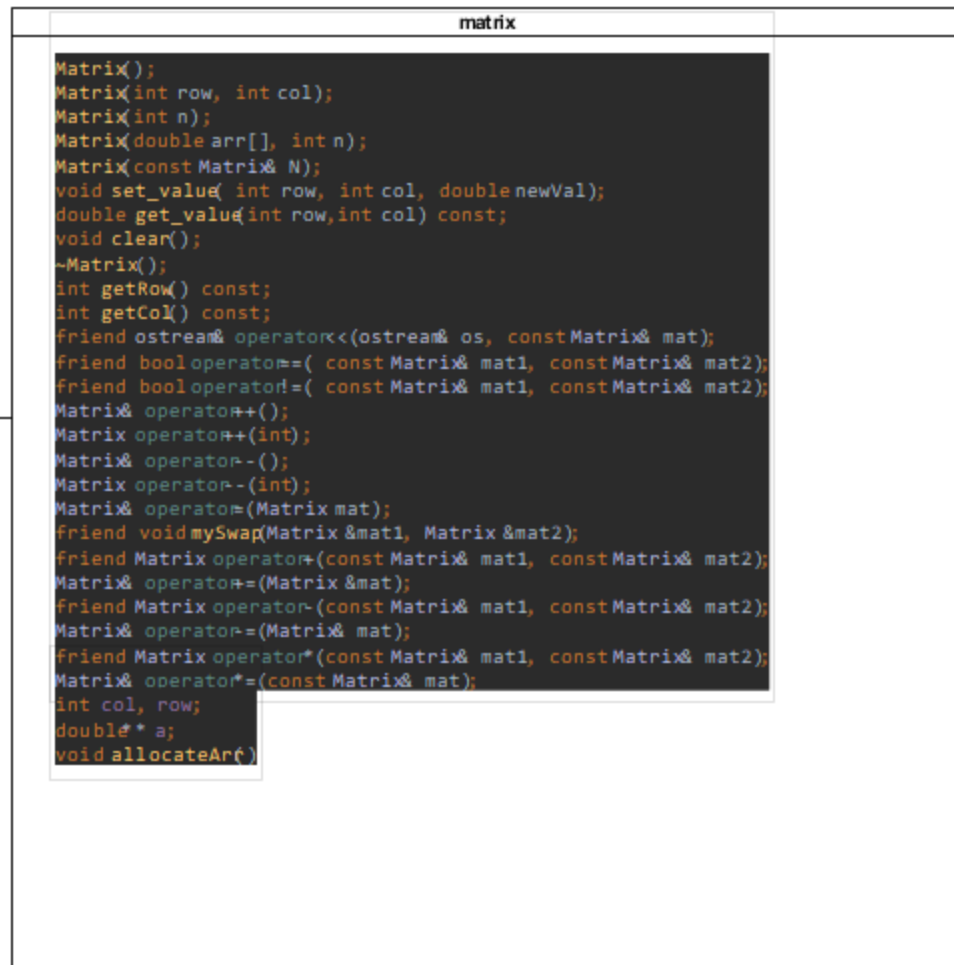 matrix
Matrix();
Matrix(int row, int col);
Matrix(int n);
Matrix(double arr[], int n);
Matrix(const Matrix& N);
void set_value( int row, int col, double newVal);
double get_value(int row,int col) const;
void clear();
~Matrix();
int getRow() const;
int getCol() const;
friend ostream& operator<<(ostream& os, const Matrix& mat);
friend bool operator==( const Matrix& mat1, const Matrix& mat2);
friend bool operator!=( const Matrix& mat1, const Matrix& mat2);
Matrix& operator++();
Matrix operator++(int);
Matrix& operator--();
Matrix operator--(int);
Matrix& operator=(Matrix mat);
friend void mySwap(Matrix &mat1, Matrix &mat2);
friend Matrix operator+(const Matrix& mat1, const Matrix& mat2);
Matrix& operator+=(Matrix &mat);
friend Matrix operator-(const Matrix& mat1, const Matrix& mat2);
Matrix& operator-=(Matrix& mat);
friend Matrix operator*(const Matrix& mat1, const Matrix& mat2);
Matrix& operator*=(const Matrix& mat);
int col, row;
double** a;
void allocateArr()